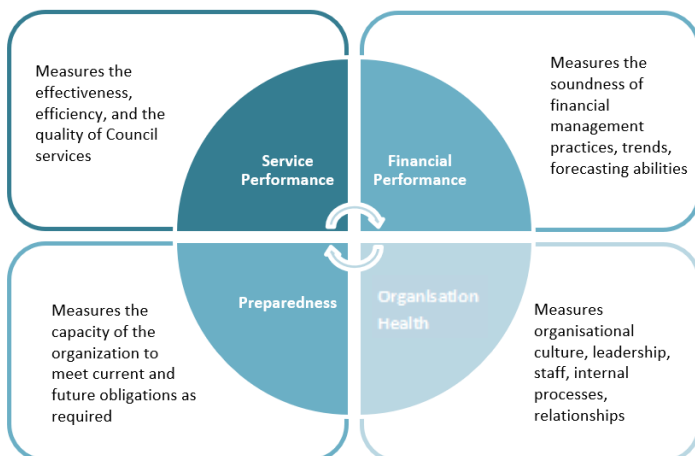 Measures the
effectiveness,
efficiency, and the
quality of Council
services
Service
Performance
Financial
Performance
Measures the
soundness of
financial
management
practices, trends,
forecasting abilities
Measures the
capacity of the
organization to
meet current and
future obligations as
required
Preparedness
Organisation
Health
Measures
organisational
culture, leadership,
staff, internal
processes,
relationships